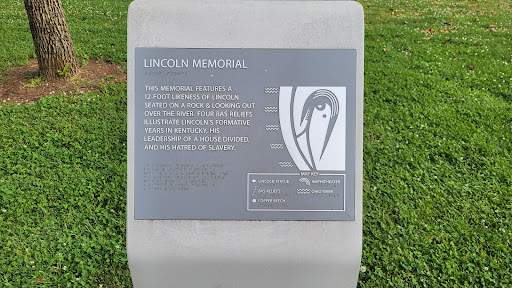 LINCOLN MEMORIAL
THIS MEMORIAL FEATURES A
12-FOOT LIKENESS OF LINCOLN
SEATED ON A ROCK & LOOKING OUT
OVER THE RIVER. FOUR BAS RELIEFS
ILLUSTRATE LINCOLN'S FORMATIVE
YEARS IN KENTUCKY, HIS
LEADERSHIP OF A HOUSE DIVIDED,
AND HIS HATRED OF SLAVERY.
MAP KEY
LINCOLN STATUE
BAS RELIEFS
COPPER BEECH
AMPHITHEATER
OHIO RIVER